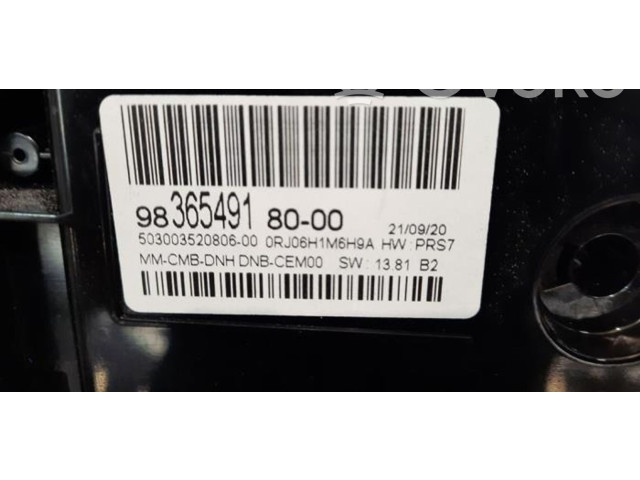 98 365491 80-00 21/09/20
503003520806-00 0RJ06H1M6H9A HW : PRS7
MM-CMB-DNH DNB-CEM00 SW : 13.81 B2